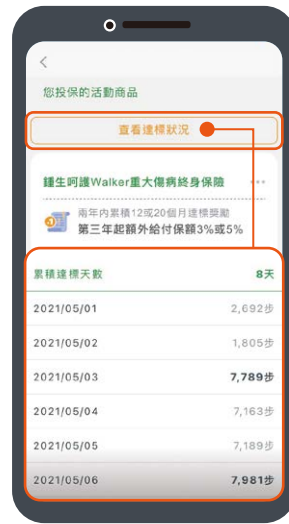 您投保的活動商品
查看達標狀況
鍾生呵護Walker重大傷病終身保險
兩年內累積12或20個月達標獎勵
第三年起額外給付保額3%或5%
累積達標天數 8天
2021/05/01 2,692步
2021/05/02 1,805步
2021/05/03 7,789步
2021/05/04 7,163步
2021/05/05 7,189步
2021/05/06 7,981步